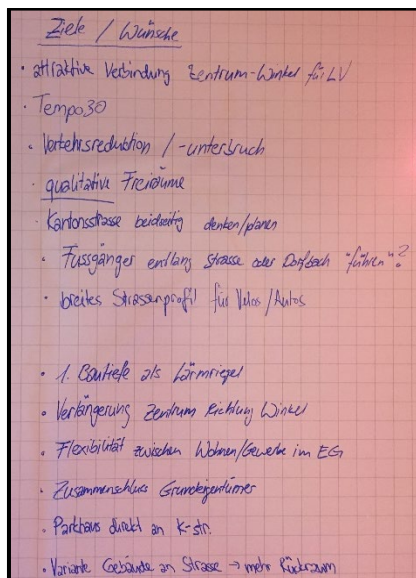 Ziele / Wünsche
• attraktive Verbindung Zentrum-Winkel für LV
• Tempo 30
• Verkehrsreduktion / -unterbruch
• qualitative Freiräume
Kantonsstrasse beidseitig denken/planen
• Fussgänger entlang Strasse oder Dorfbach "führen"?
• breites Strassenprofil für Velos/Autos
• 1. Bautiefe als Lärmriegel
• Verlängerung Zentrum Richtung Winkel
• Flexibilität zwischen Wohnen/Gewerbe im EG
• Zusammenschluss Grundeigentümer
• Parkhaus direkt an K-str.
• Variante Gebäude an Strasse → mehr Rückraum